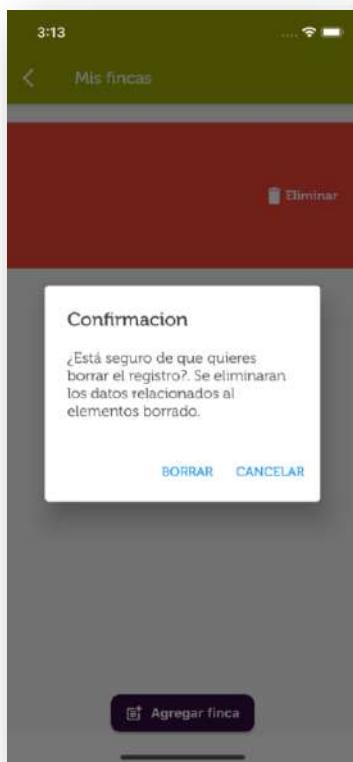 3:13
Mis fincas
Eliminar
Confirmacion
¿Está seguro de que quieres
borrar el registro?. Se eliminaran
los datos relacionados al
elementos borrado.
BORRAR CANCELAR
Agregar finca